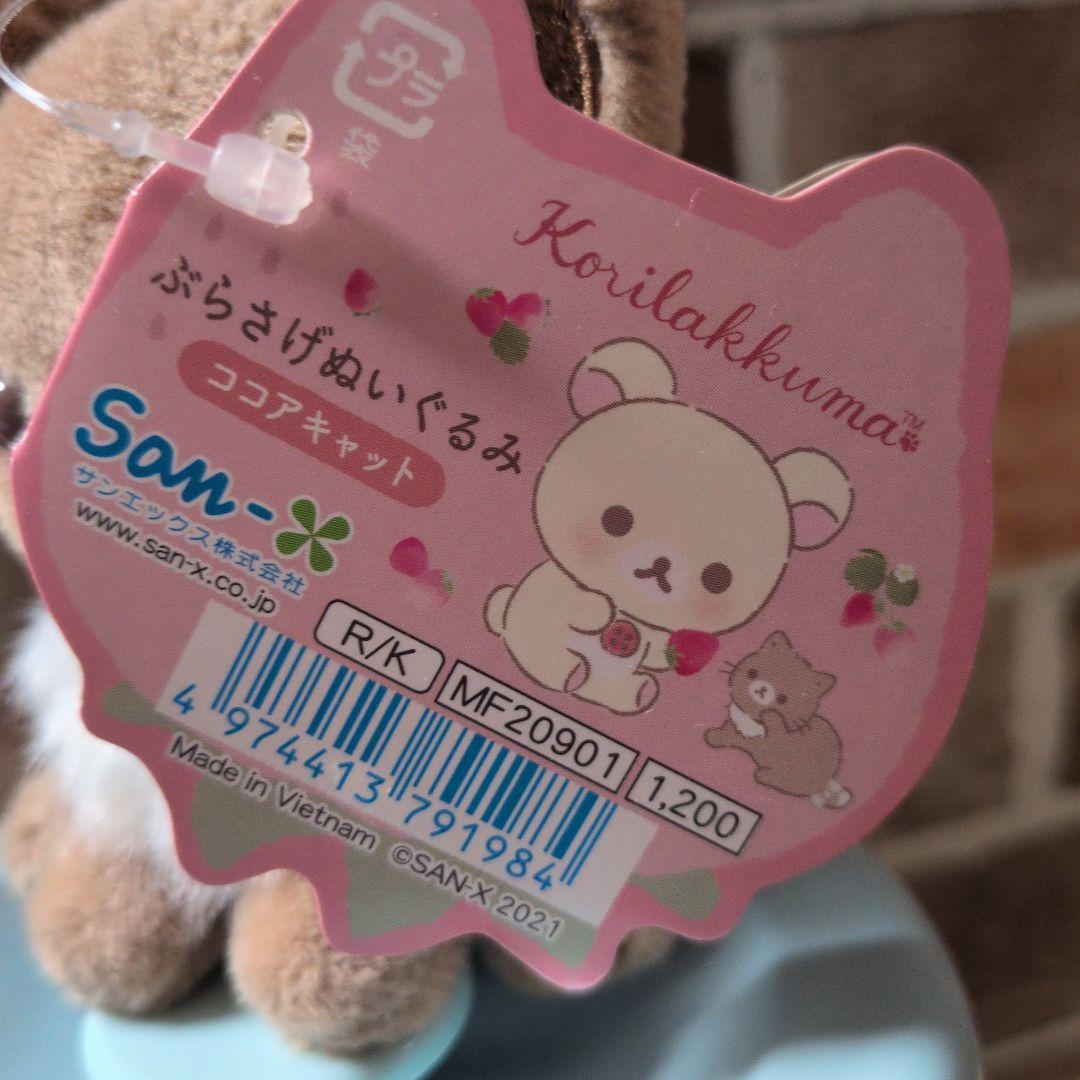 プラ
袋
Korilakkuma™
ぶらさげぬいぐるみ
ココアキャット
San-X
サンエックス株式会社
www.san-x.co.jp
R/K
MF20901
1,200
4 974413 791984
Made in Vietnam
©SAN-X 2021